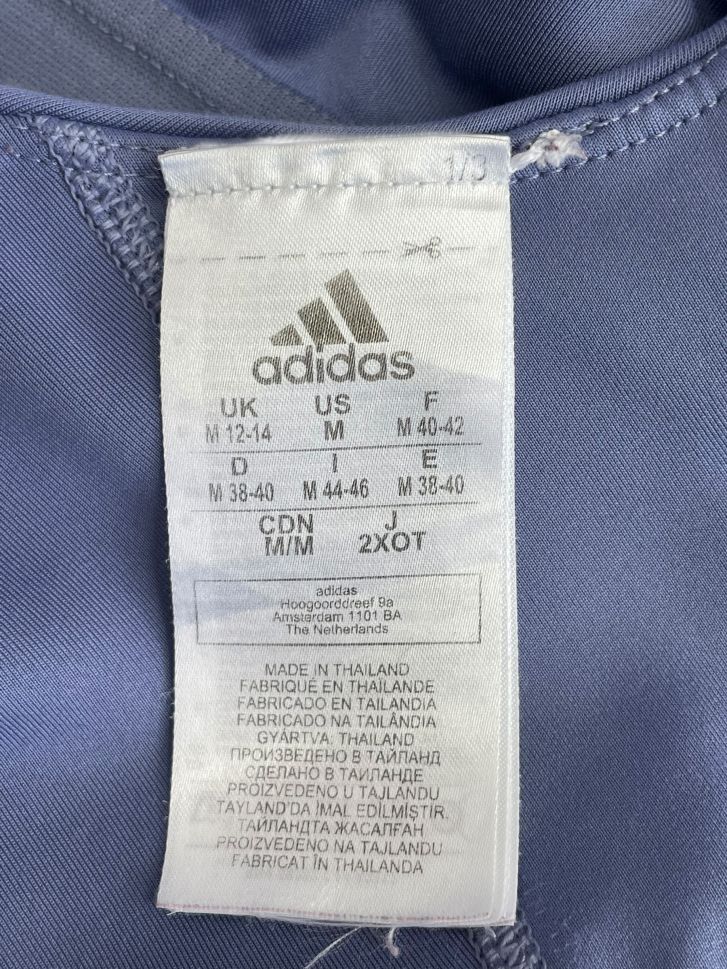 1/3
adidas
UK US F
M 12-14 M M 40-42
D I E
M 38-40 M 44-46 M 38-40
CDN J
M/M 2XOT
adidas
Hoogoorddreef 9a
Amsterdam 1101 BA
The Netherlands
MADE IN THAILAND
FABRIQUÉ EN THAÏLANDE
FABRICADO EN TAILANDIA
FABRICADO NA TAILÂNDIA
GYÁRTVA: THAILAND
ПРОИЗВЕДЕНО В ТАЙЛАНД
СДЕЛАНО В ТАИЛАНДЕ
PROIZVEDENO U TAJLANDU
TAYLAND'DA İMAL EDİLMİŞTİR.
ТАЙЛАНДТА ЖАСАЛҒАН
PROIZVEDENO NA TAJLANDU
FABRICAT ÎN THAILANDA